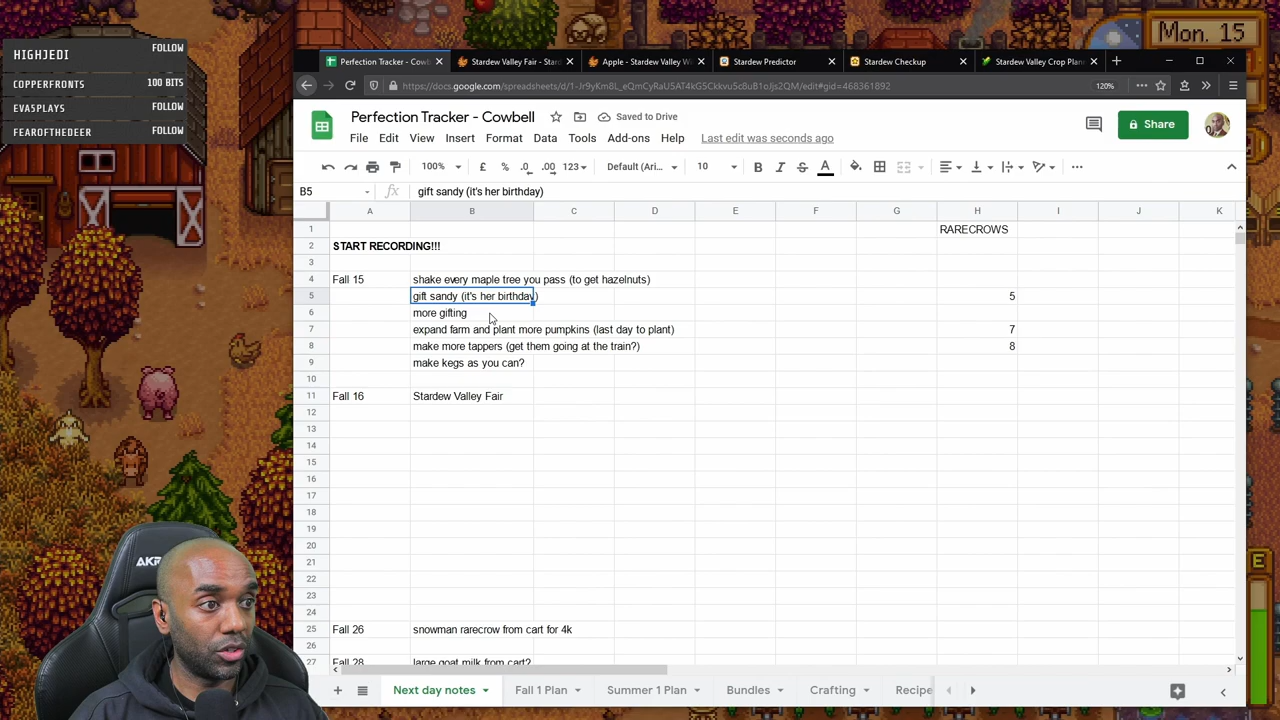 HIGHJEDI FOLLOW
COPPERFRONTS 100 BITS
EVA5PLAYS FOLLOW
FEAROFTHEDEER FOLLOW
Mon. 15
Perfection Tracker - Cowb
Stardew Valley Fair - Stard
Apple - Stardew Valley W
Stardew Predictor
Stardew Checkup
Stardew Valley Crop Plan
Perfection Tracker - Cowbell
Saved to Drive
File Edit View Insert Format Data Tools Add-ons Help Last edit was seconds ago
Share
100% £ % .0 .00 123 Default (Ari... 10 B I S A
120%
B5 fx gift sandy (it's her birthday)
A B C D E F G H I J K
1 RARECROWS
2 START RECORDING!!!
3
4 Fall 15 shake every maple tree you pass (to get hazelnuts)
5 gift sandy (it's her birthday) 5
6 more gifting
7 expand farm and plant more pumpkins (last day to plant) 7
8 make more tappers (get them going at the train?) 8
9 make kegs as you can?
10
11 Fall 16 Stardew Valley Fair
12
13
14
15
16
17
18
19
20
21
22
23
24
25 Fall 26 snowman rarecrow from cart for 4k
26
27 Fall 28 large goat milk from cart?
Next day notes Fall 1 Plan Summer 1 Plan Bundles Crafting Recipe
AKR
E